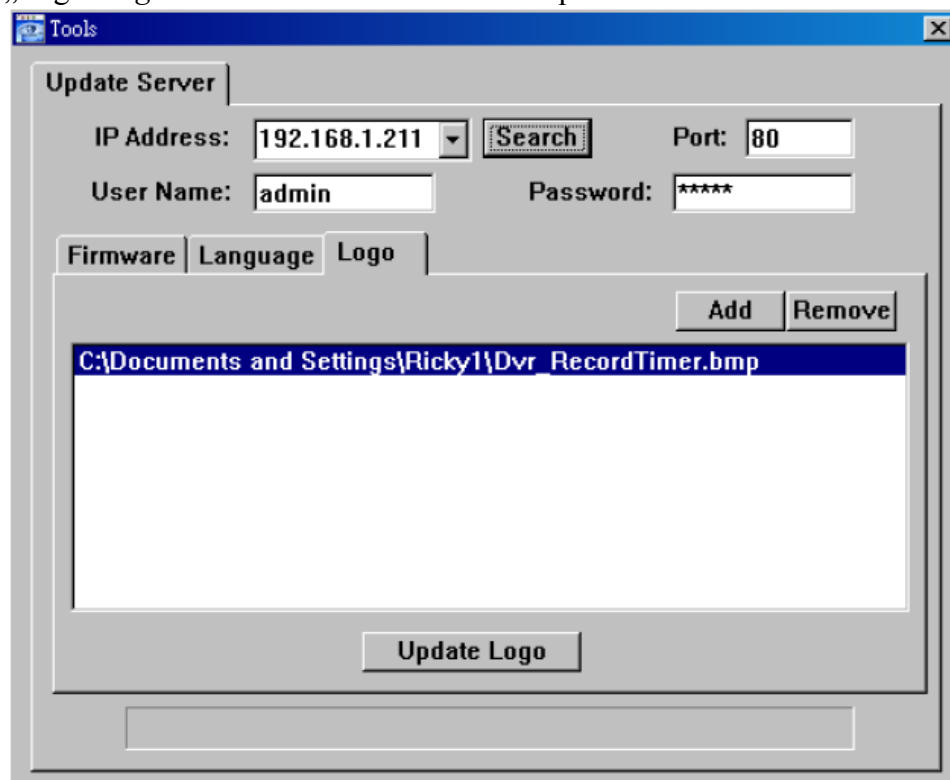 Tools
Update Server
IP Address: 192.168.1.211 Search Port: 80
User Name: admin Password: *****
Firmware Language Logo
Add Remove
C:\Documents and Settings\Ricky1\Dvr_RecordTimer.bmp
Update Logo